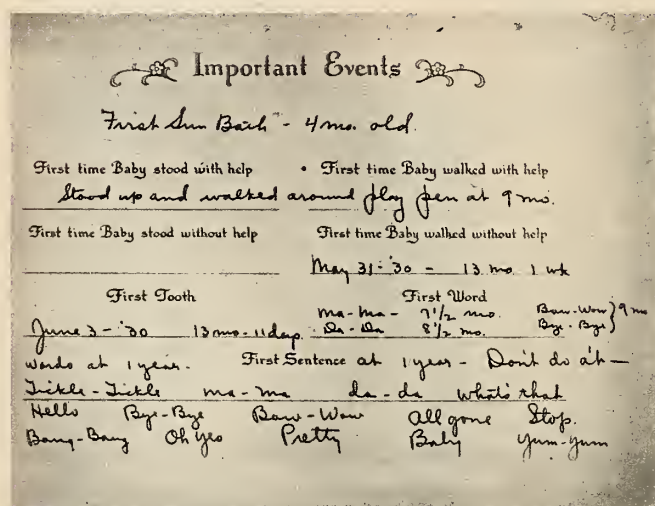 Important Events
First Sun Bath - 4 mo. old.
First time Baby stood with help • First time Baby walked with help
Stood up and walked around play pen at 9 mo.
First time Baby stood without help First time Baby walked without help
May 31 - '30 - 13 mo. 1 wk
First Tooth First Word
Ma-Ma - 7 1/2 mo. Bow-Wow } 9 mo
June 3 - '30 13 mo - 11 days. Da-Da 8 1/2 mo. Bye-Bye
words at 1 year. First Sentence at 1 year - Don't do at —
Tickle-Tickle ma-ma da-da what's that
Hello Bye-Bye Bow-Wow all gone Stop.
Bang-Bang Oh yes Pretty Baby Yum-Yum